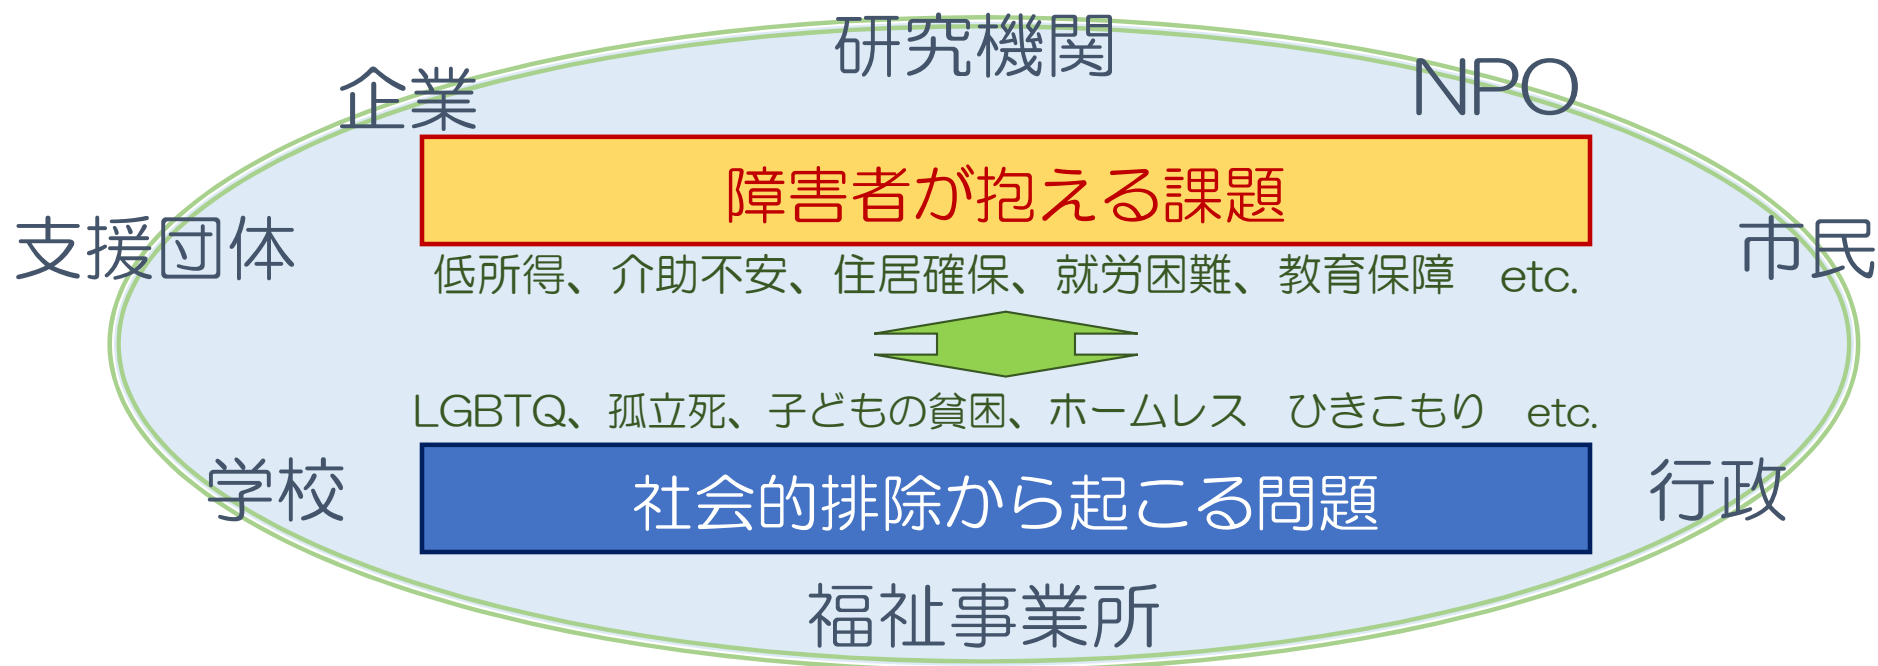 研究機関
企業
NPO
障害者が抱える課題
支援団体
市民
低所得、介助不安、住居確保、就労困難、教育保障　etc.
LGBTQ、孤立死、子どもの貧困、ホームレス　ひきこもり　etc.
学校
社会的排除から起こる問題
行政
福祉事業所